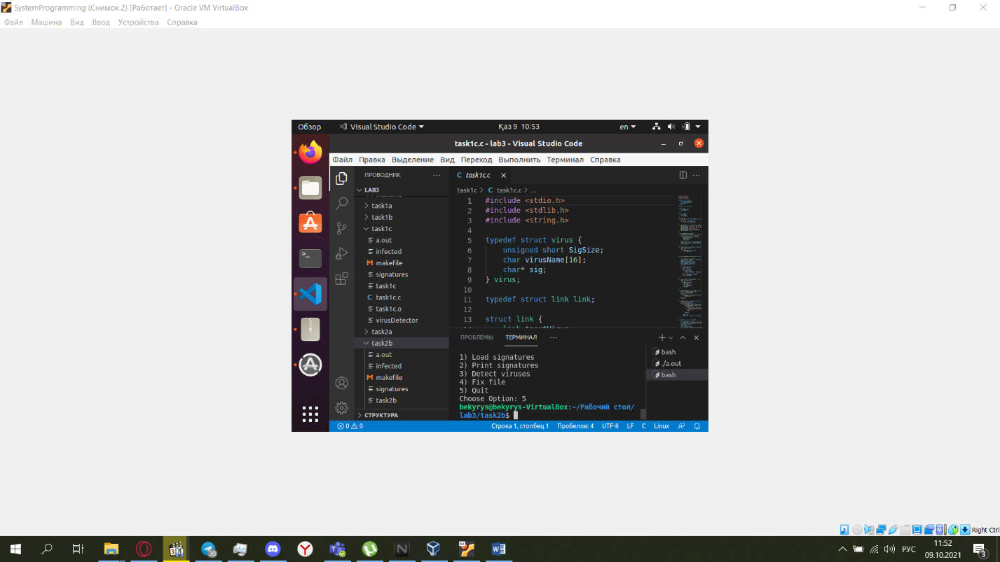 SystemProgramming (Снимок 2) [Работает] - Oracle VM VirtualBox
Файл Машина Вид Ввод Устройства Справка
Обзор Visual Studio Code Қаз 9 10:53 en
task1c.c - lab3 - Visual Studio Code
Файл Правка Выделение Вид Переход Выполнить Терминал Справка
ПРОВОДНИК
LAB3
task1a
task1b
task1c
a.out
infected
makefile
signatures
task1c
task1c.c
task1c.o
virusDetector
task2a
task2b
a.out
infected
makefile
signatures
task2b
СТРУКТУРА
C task1c.c
task1c > C task1c.c > ...
1 #include <stdio.h>
2 #include <stdlib.h>
3 #include <string.h>
4
5 typedef struct virus {
6 unsigned short SigSize;
7 char virusName[16];
8 char* sig;
9 } virus;
10
11 typedef struct link link;
12
13 struct link {
ПРОБЛЕМЫ ТЕРМИНАЛ
1) Load signatures
2) Print signatures
3) Detect viruses
4) Fix file
5) Quit
Choose Option: 5
bekyrys@bekyrys-VirtualBox:~/Рабочий стол/
lab3/task2b$
bash
./a.out
bash
0 0 Строка 1, столбец 1 Пробелов: 4 UTF-8 LF C Linux
Right Ctrl
30
РУС
11:52
09.10.2021
3